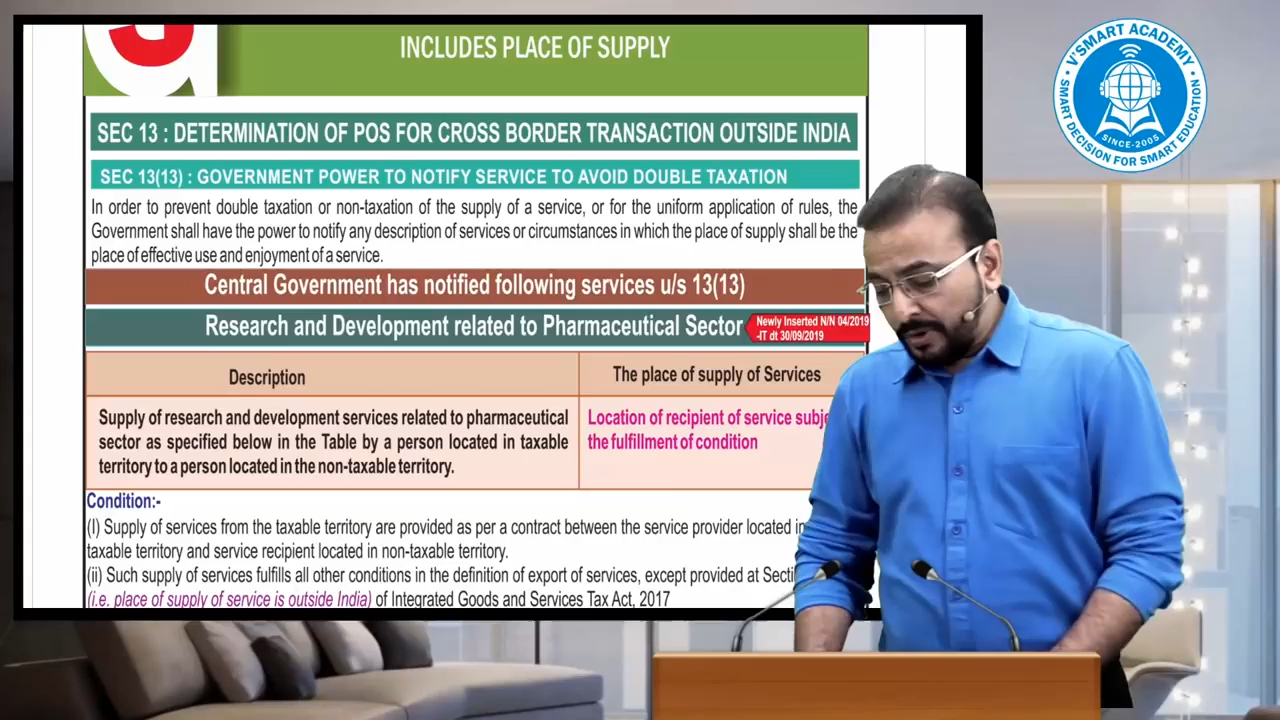 INCLUDES PLACE OF SUPPLY
SEC 13 : DETERMINATION OF POS FOR CROSS BORDER TRANSACTION OUTSIDE INDIA
SEC 13(13) : GOVERNMENT POWER TO NOTIFY SERVICE TO AVOID DOUBLE TAXATION
In order to prevent double taxation or non-taxation of the supply of a service, or for the uniform application of rules, the
Government shall have the power to notify any description of services or circumstances in which the place of supply shall be the
place of effective use and enjoyment of a service.
Central Government has notified following services u/s 13(13)
Research and Development related to Pharmaceutical Sector
Newly Inserted N/N 04/2019
-IT dt 30/09/2019
Description
The place of supply of Services
Supply of research and development services related to pharmaceutical
sector as specified below in the Table by a person located in taxable
territory to a person located in the non-taxable territory.
Location of recipient of service
the fulfillment of condition
Condition:-
(I) Supply of services from the taxable territory are provided as per a contract between the service provider located in
taxable territory and service recipient located in non-taxable territory.
(ii) Such supply of services fulfills all other conditions in the definition of export of services, except provided at
(i.e. place of supply of service is outside India) of Integrated Goods and Services Tax Act, 2017
V'SMART ACADEMY
SINCE-2005
SMART DECISION FOR SMART EDUCATION